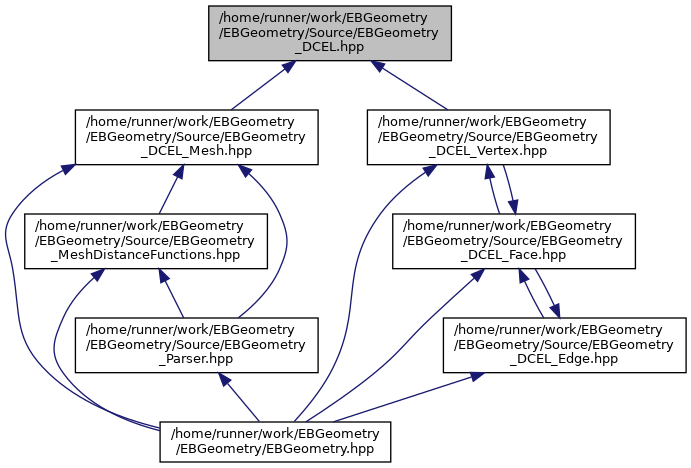 /home/runner/work/EBGeometry
/EBGeometry/Source/EBGeometry
_DCEL.hpp
/home/runner/work/EBGeometry
/EBGeometry/Source/EBGeometry
_DCEL_Mesh.hpp
/home/runner/work/EBGeometry
/EBGeometry/Source/EBGeometry
_DCEL_Vertex.hpp
/home/runner/work/EBGeometry
/EBGeometry/Source/EBGeometry
_MeshDistanceFunctions.hpp
/home/runner/work/EBGeometry
/EBGeometry/Source/EBGeometry
_DCEL_Face.hpp
/home/runner/work/EBGeometry
/EBGeometry/Source/EBGeometry
_Parser.hpp
/home/runner/work/EBGeometry
/EBGeometry/Source/EBGeometry
_DCEL_Edge.hpp
/home/runner/work/EBGeometry
/EBGeometry/EBGeometry.hpp